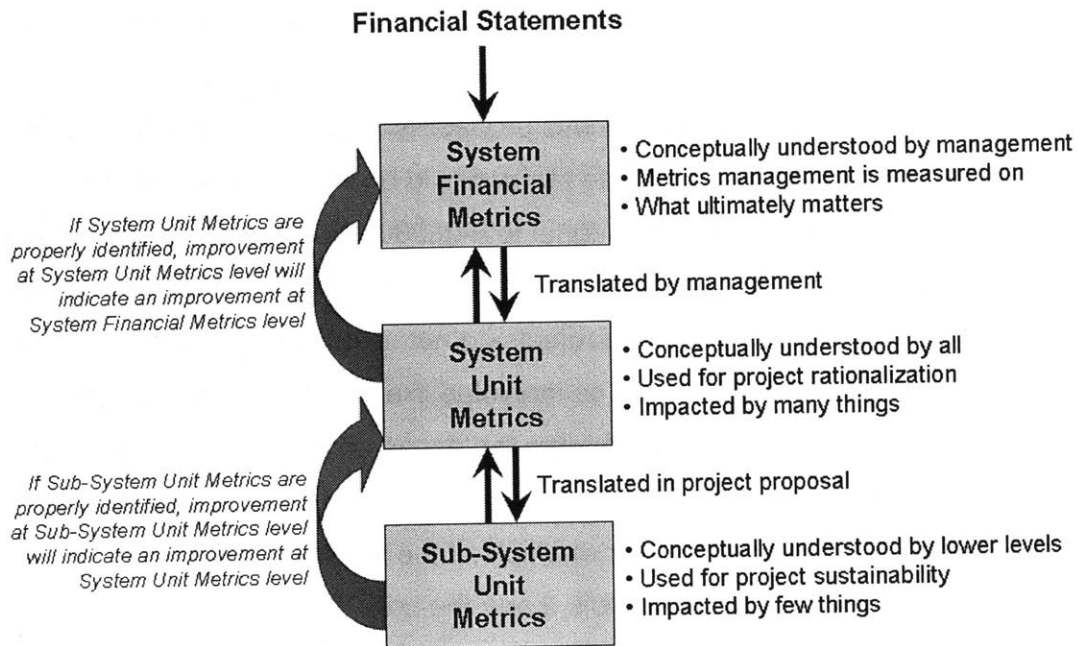 Financial Statements
System
Financial
Metrics
• Conceptually understood by management
• Metrics management is measured on
• What ultimately matters
If System Unit Metrics are
properly identified, improvement
at System Unit Metrics level will
indicate an improvement at
System Financial Metrics level
Translated by management
System
Unit
Metrics
• Conceptually understood by all
• Used for project rationalization
• Impacted by many things
If Sub-System Unit Metrics are
properly identified, improvement
at Sub-System Unit Metrics level
will indicate an improvement at
System Unit Metrics level
Translated in project proposal
Sub-System
Unit
Metrics
• Conceptually understood by lower levels
• Used for project sustainability
• Impacted by few things